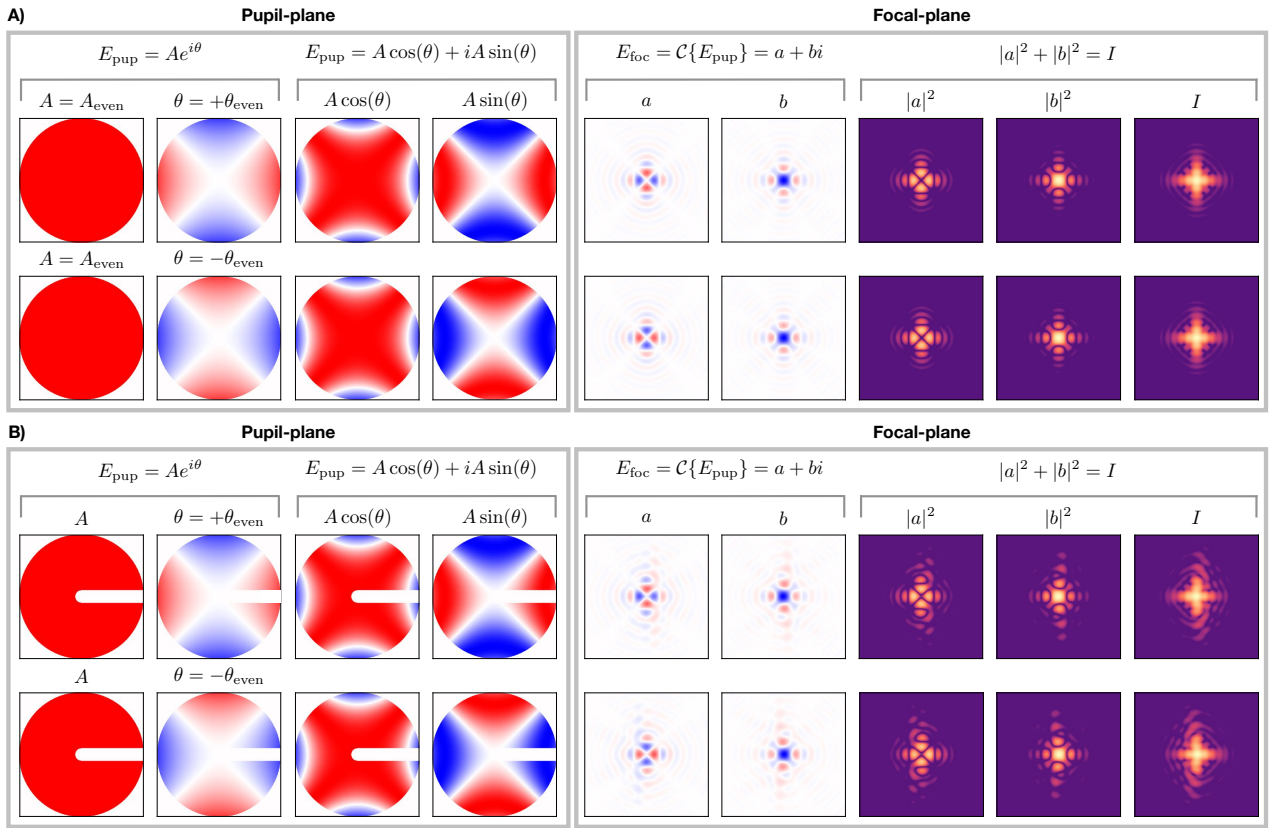 A) Pupil-plane Focal-plane
E_pup = Ae^{iθ} E_pup = A cos(θ) + iA sin(θ) E_foc = 𝒞{E_pup} = a + bi |a|² + |b|² = I
A = A_even θ = +θ_even A cos(θ) A sin(θ) a b |a|² |b|² I
A = A_even θ = −θ_even
B) Pupil-plane Focal-plane
E_pup = Ae^{iθ} E_pup = A cos(θ) + iA sin(θ) E_foc = 𝒞{E_pup} = a + bi |a|² + |b|² = I
A θ = +θ_even A cos(θ) A sin(θ) a b |a|² |b|² I
A θ = −θ_even